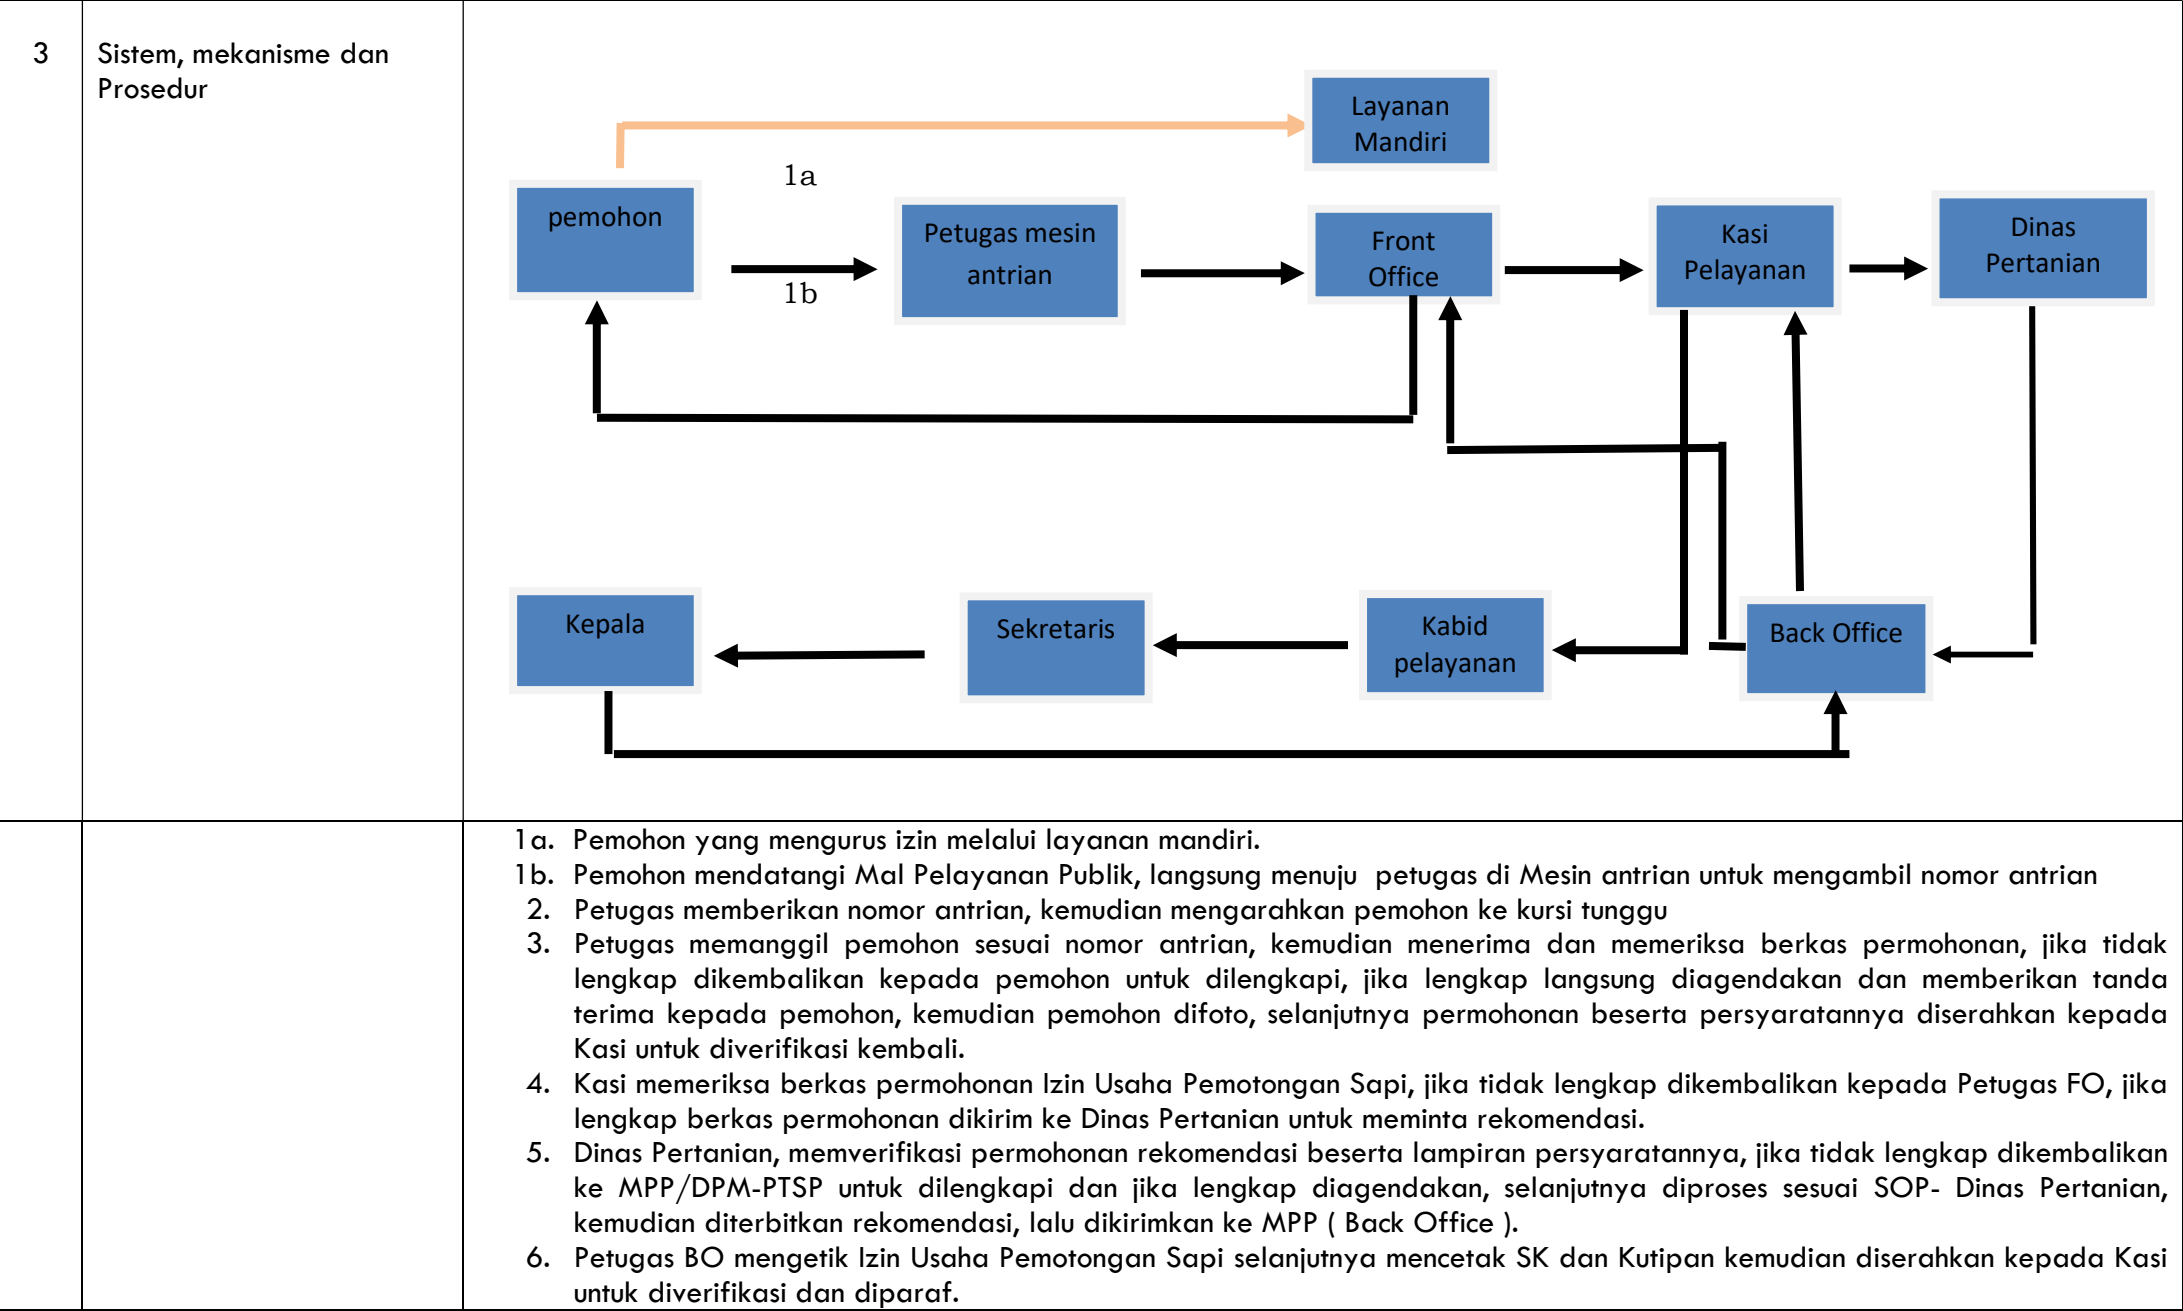 3
Sistem, mekanisme dan
Prosedur
Layanan
Mandiri
1a
pemohon
Petugas mesin
antrian
Front
Office
Kasi
Pelayanan
Dinas
Pertanian
1b
Kepala
Sekretaris
Kabid
pelayanan
Back Office
1a. Pemohon yang mengurus izin melalui layanan mandiri.
1b. Pemohon mendatangi Mal Pelayanan Publik, langsung menuju petugas di Mesin antrian untuk mengambil nomor antrian
2. Petugas memberikan nomor antrian, kemudian mengarahkan pemohon ke kursi tunggu
3. Petugas memanggil pemohon sesuai nomor antrian, kemudian menerima dan memeriksa berkas permohonan, jika tidak
lengkap dikembalikan kepada pemohon untuk dilengkapi, jika lengkap langsung diagendakan dan memberikan tanda
terima kepada pemohon, kemudian pemohon difoto, selanjutnya permohonan beserta persyaratannya diserahkan kepada
Kasi untuk diverifikasi kembali.
4. Kasi memeriksa berkas permohonan Izin Usaha Pemotongan Sapi, jika tidak lengkap dikembalikan kepada Petugas FO, jika
lengkap berkas permohonan dikirim ke Dinas Pertanian untuk meminta rekomendasi.
5. Dinas Pertanian, memverifikasi permohonan rekomendasi beserta lampiran persyaratannya, jika tidak lengkap dikembalikan
ke MPP/DPM-PTSP untuk dilengkapi dan jika lengkap diagendakan, selanjutnya diproses sesuai SOP- Dinas Pertanian,
kemudian diterbitkan rekomendasi, lalu dikirimkan ke MPP ( Back Office ).
6. Petugas BO mengetik Izin Usaha Pemotongan Sapi selanjutnya mencetak SK dan Kutipan kemudian diserahkan kepada Kasi
untuk diverifikasi dan diparaf.